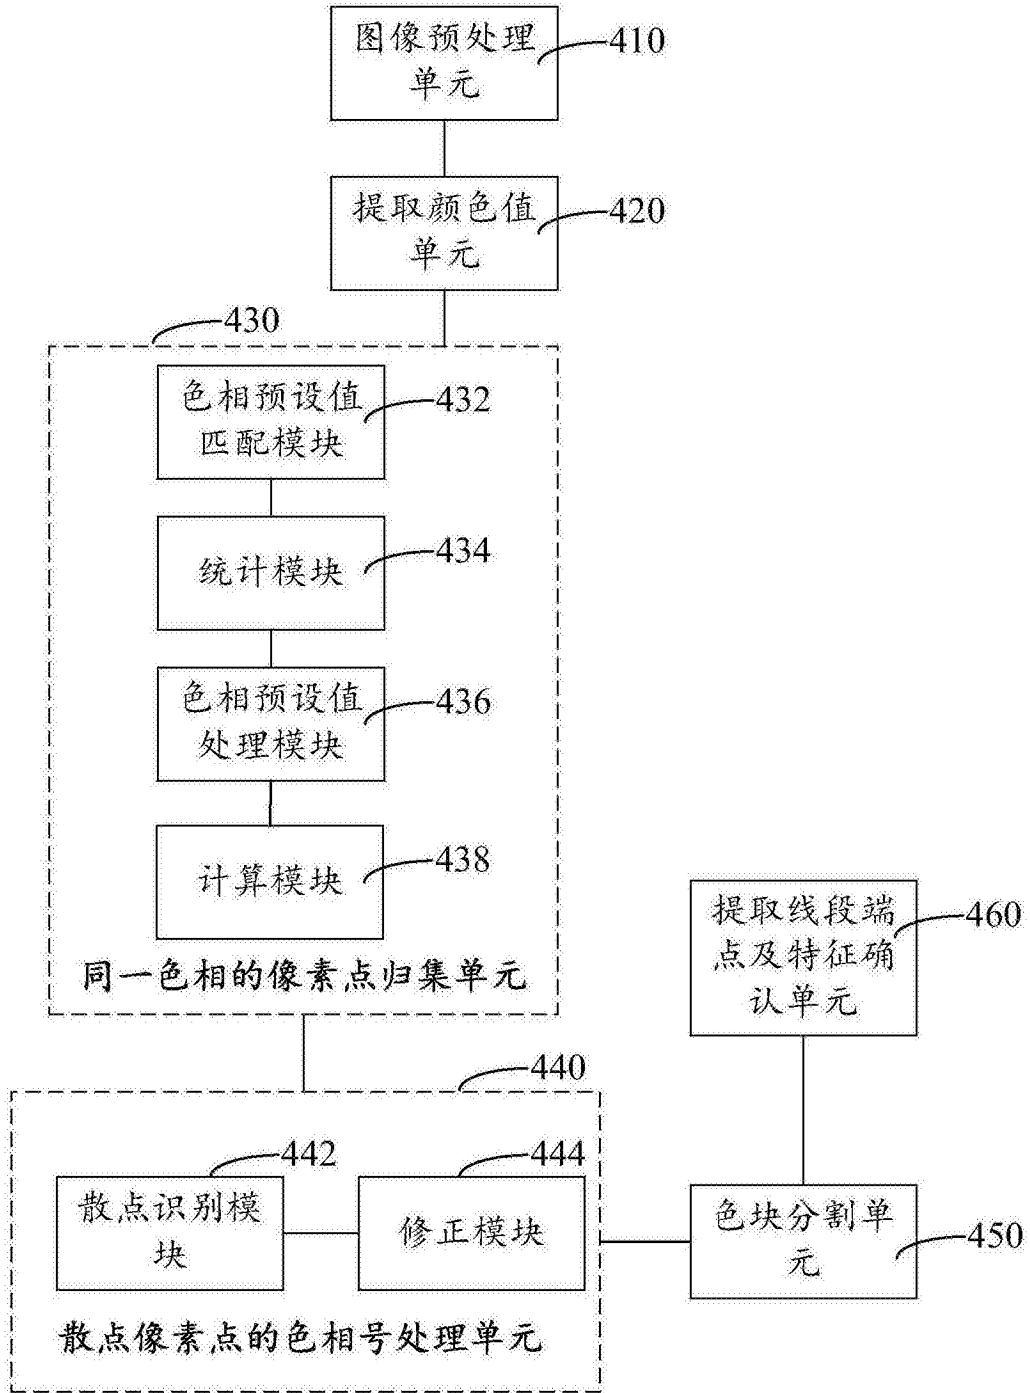 图像预处理
单元
410
提取颜色值
单元
420
430
色相预设值
匹配模块
432
统计模块
434
色相预设值
处理模块
436
计算模块
438
同一色相的像素点归集单元
440
散点识别模
块
442
修正模块
444
散点像素点的色相号处理单元
色块分割单
元
450
提取线段端
点及特征确
认单元
460